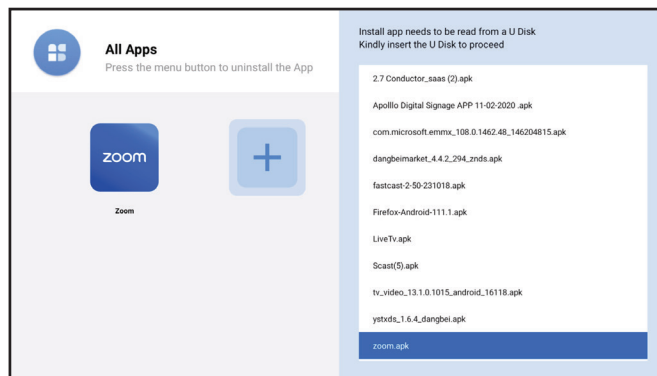 All Apps
Press the menu button to uninstall the App
zoom
Zoom
Install app needs to be read from a U Disk
Kindly insert the U Disk to proceed
2.7 Conductor_saas (2).apk
Apolllo Digital Signage APP 11-02-2020 .apk
com.microsoft.emmx_108.0.1462.48_146204815.apk
dangbeimarket_4.4.2_294_znds.apk
fastcast-2-50-231018.apk
Firefox-Android-111.1.apk
LiveTv.apk
Scast(5).apk
tv_video_13.1.0.1015_android_16118.apk
ystxds_1.6.4_dangbei.apk
zoom.apk